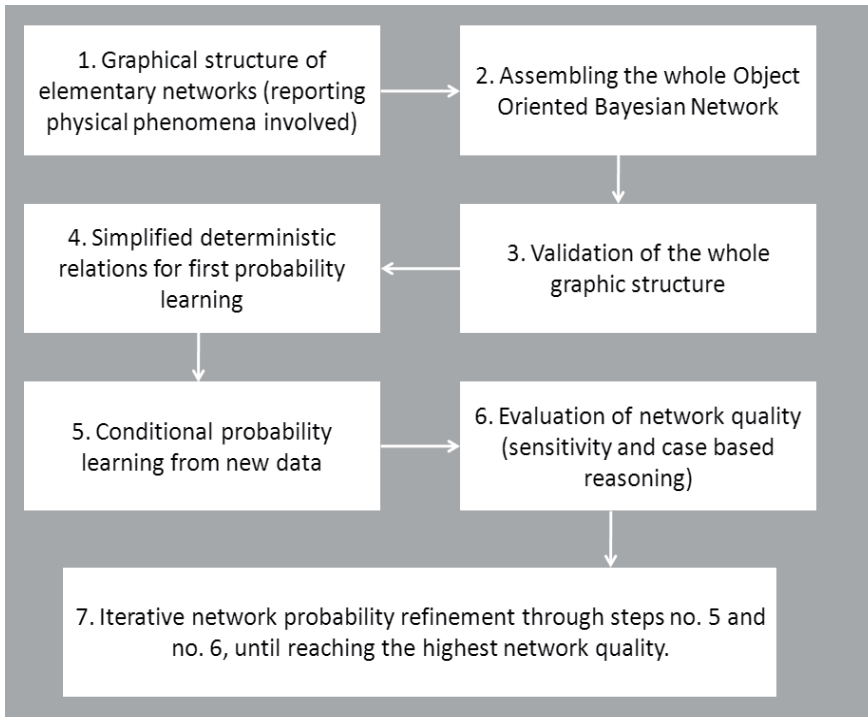 1. Graphical structure of
elementary networks (reporting
physical phenomena involved)
2. Assembling the whole Object
Oriented Bayesian Network
3. Validation of the whole
graphic structure
4. Simplified deterministic
relations for first probability
learning
5. Conditional probability
learning from new data
6. Evaluation of network quality
(sensitivity and case based
reasoning)
7. Iterative network probability refinement through steps no. 5 and
no. 6, until reaching the highest network quality.